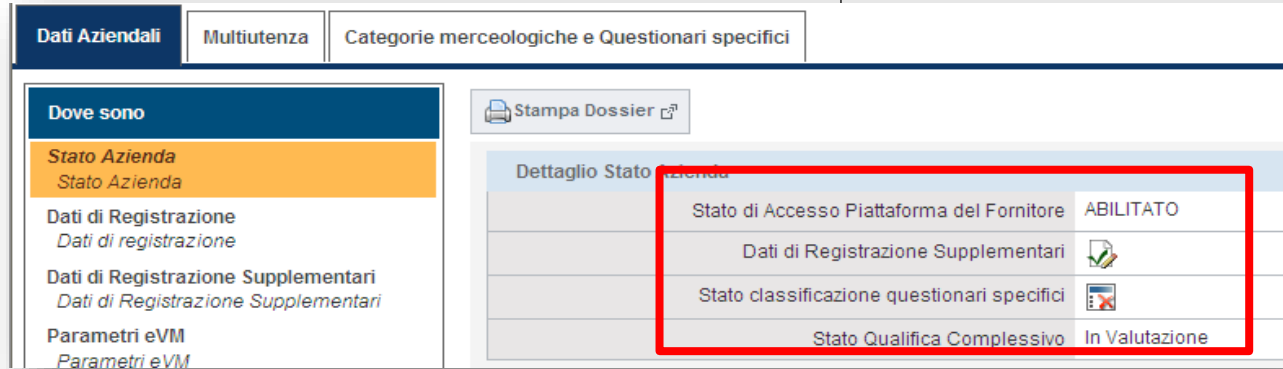 Dati Aziendali
Multiutenza
Categorie merceologiche e Questionari specifici
Dove sono
Stato Azienda
Stato Azienda
Dati di Registrazione
Dati di registrazione
Dati di Registrazione Supplementari
Dati di Registrazione Supplementari
Parametri eVM
Parametri eVM
Stampa Dossier
Dettaglio Stato Azienda
Stato di Accesso Piattaforma del Fornitore ABILITATO
Dati di Registrazione Supplementari
Stato classificazione questionari specifici
Stato Qualifica Complessivo In Valutazione